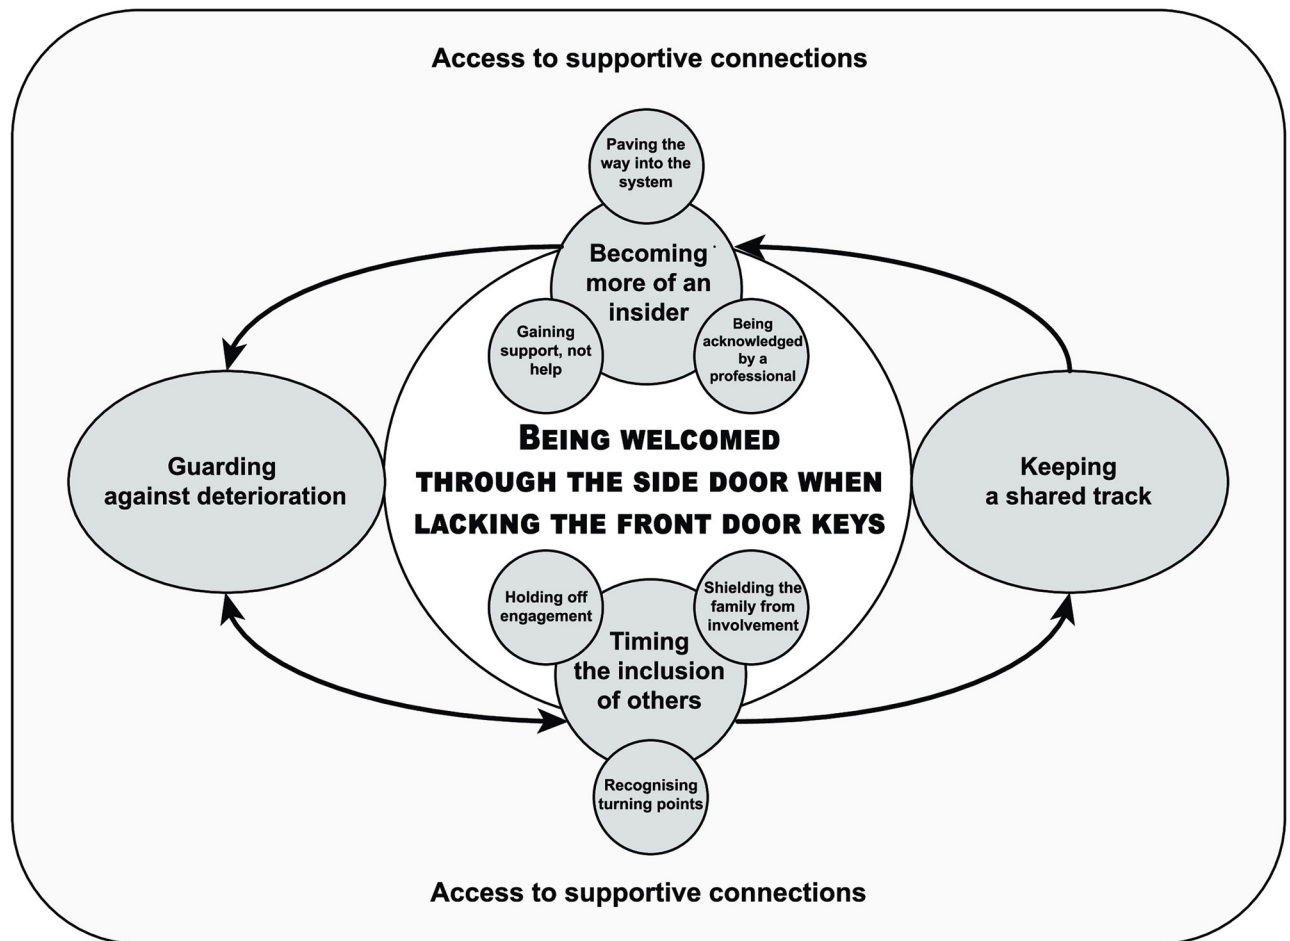 Access to supportive connections
Paving the
way into the
system
Becoming
more of an
insider
Gaining
support, not
help
Being
acknowledged
by a
professional
Guarding
against deterioration
BEING WELCOMED
THROUGH THE SIDE DOOR WHEN
LACKING THE FRONT DOOR KEYS
Keeping
a shared track
Holding off
engagement
Shielding the
family from
involvement
Timing
the inclusion
of others
Recognising
turning points
Access to supportive connections